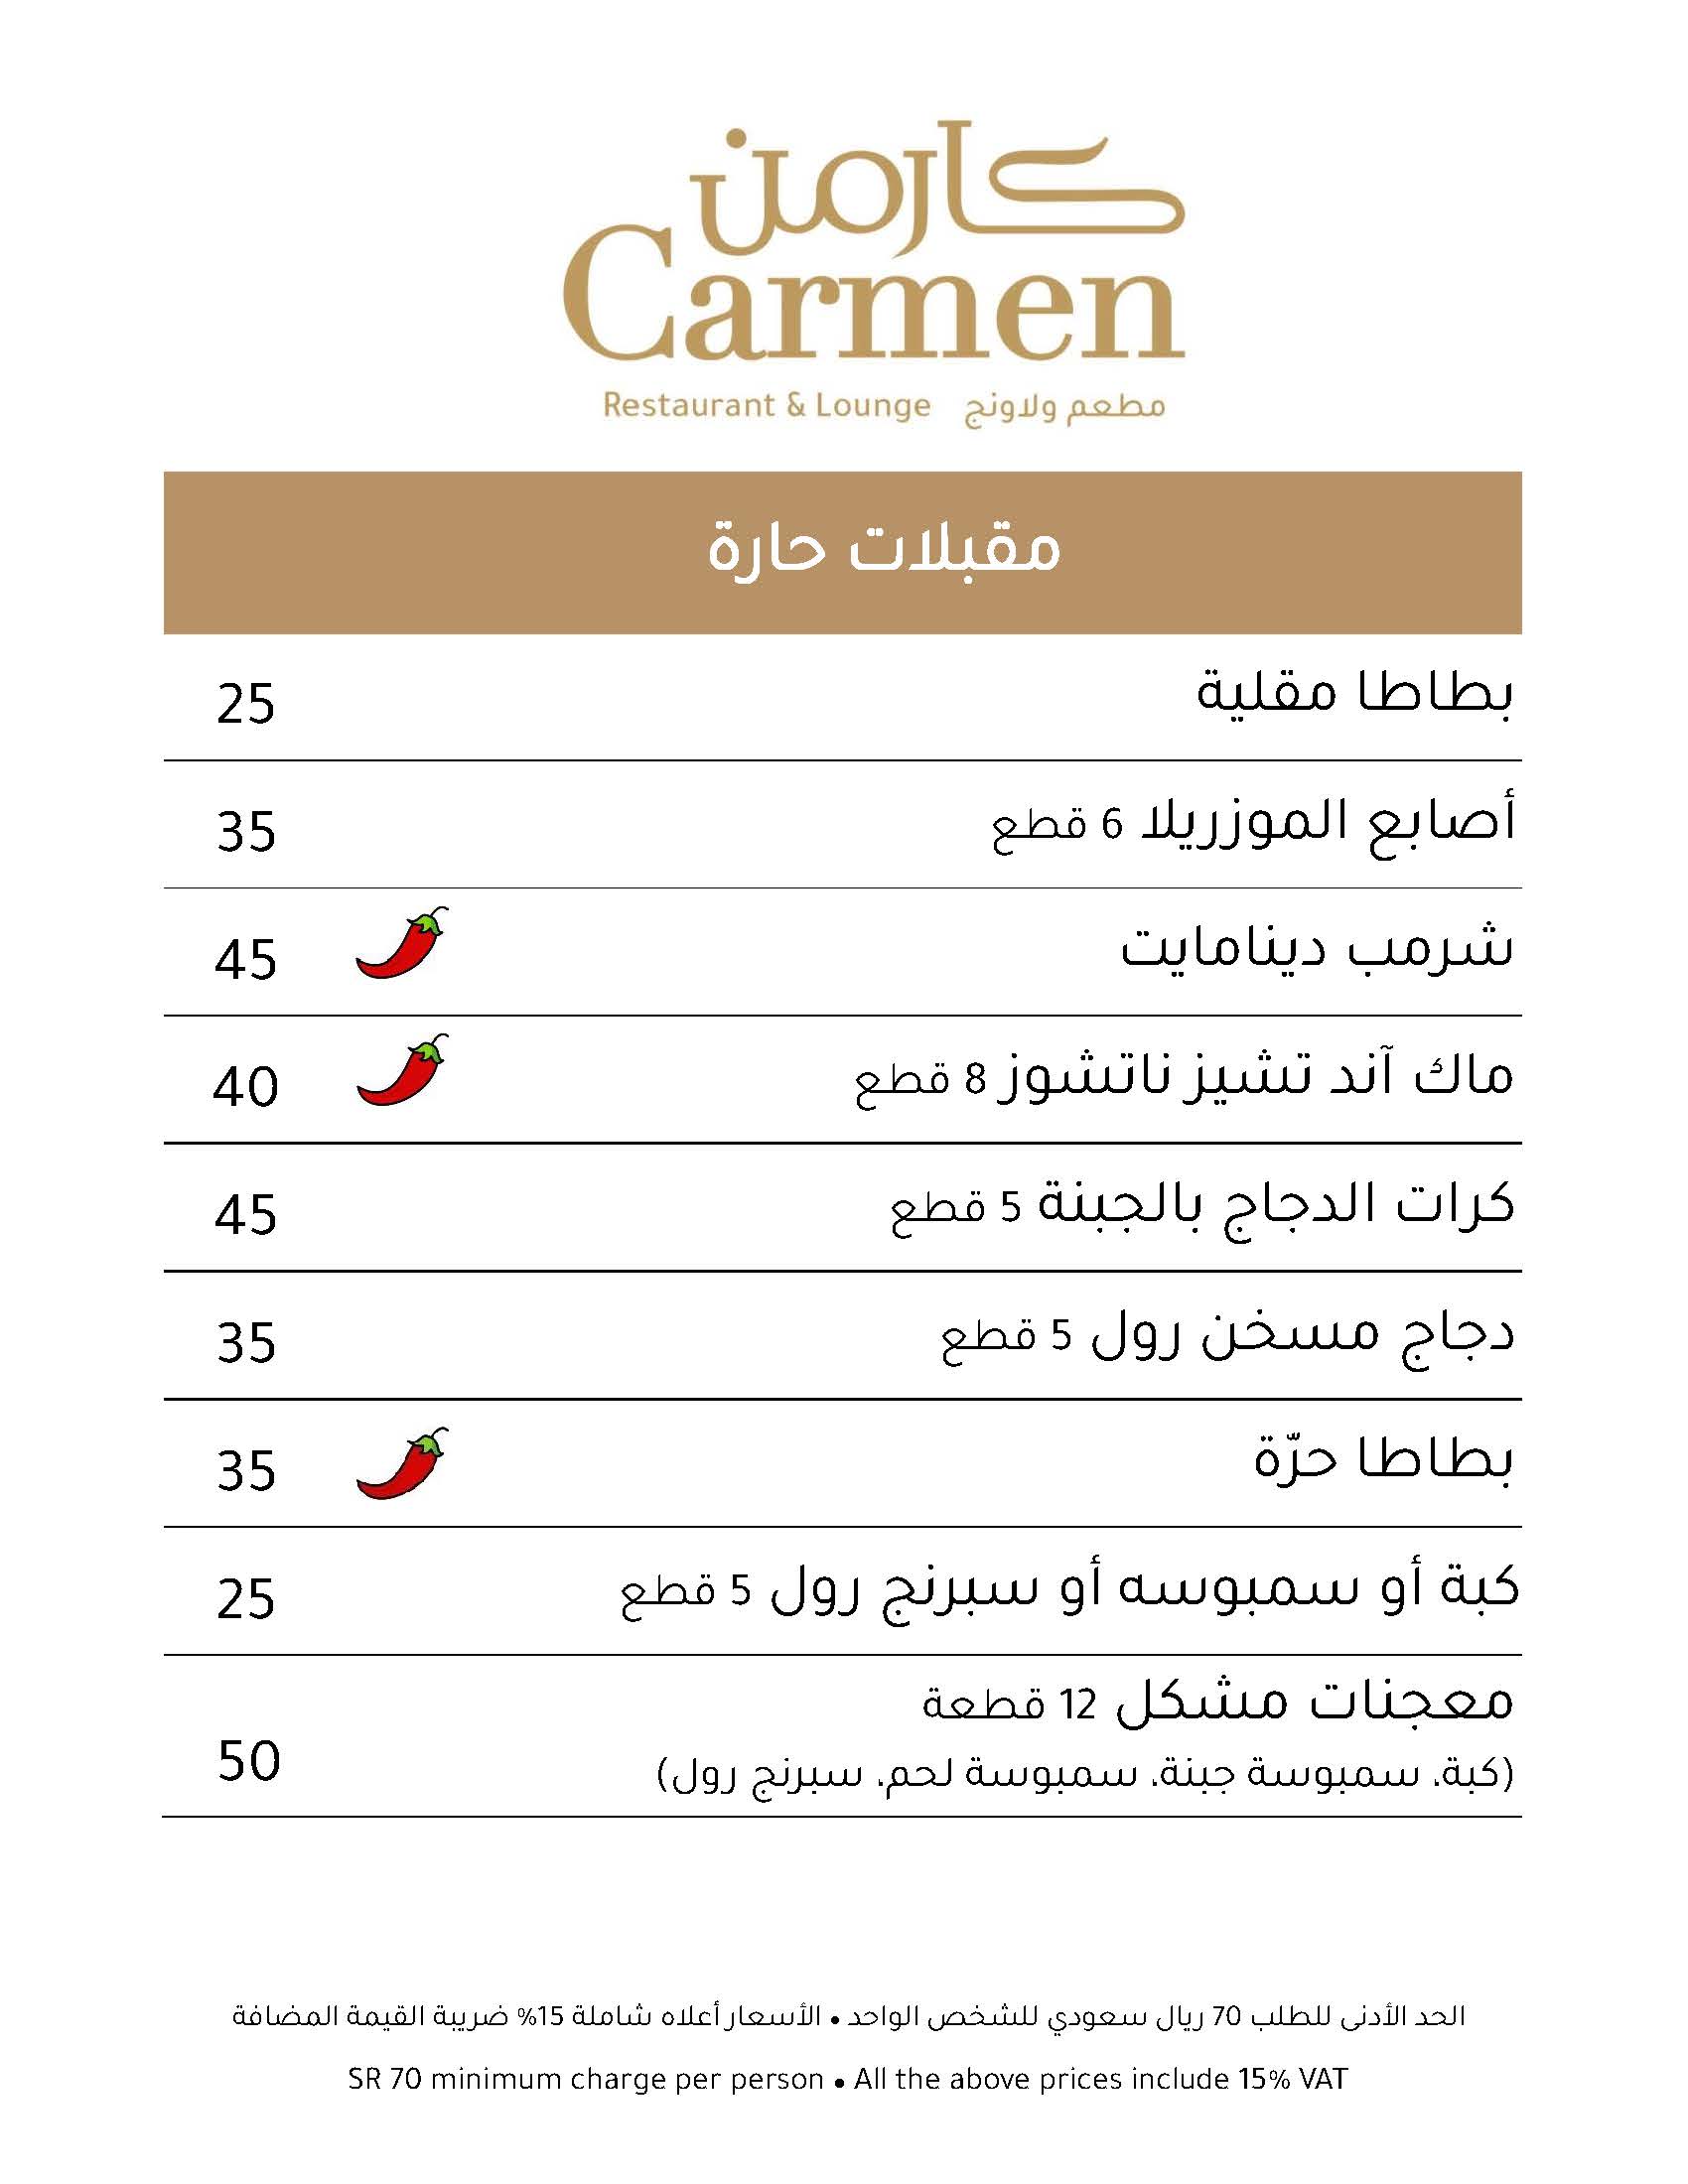 كارمن
Carmen
Restaurant & Lounge مطعم ولاونج
مقبلات حارة
بطاطا مقلية 25
أصابع الموزريلا 6 قطع 35
شرمب دينامايت 45
ماك آند تشيز ناتشوز 8 قطع 40
كرات الدجاج بالجبنة 5 قطع 45
دجاج مسخن رول 5 قطع 35
بطاطا حرّة 35
كبة أو سمبوسه أو سبرنج رول 5 قطع 25
معجنات مشكل 12 قطعة
(كبة، سمبوسة جبنة، سمبوسة لحم، سبرنج رول) 50
الحد الأدنى للطلب 70 ريال سعودي للشخص الواحد • الأسعار أعلاه شاملة 15% ضريبة القيمة المضافة
SR 70 minimum charge per person • All the above prices include 15% VAT